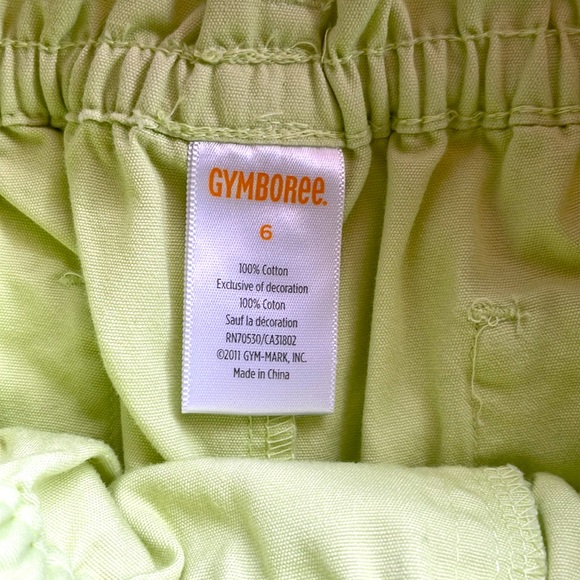 GYMBOREE.
6
100% Cotton
Exclusive of decoration
100% Coton
Sauf la décoration
RN70530/CA31802
©2011 GYM-MARK, INC.
Made in China